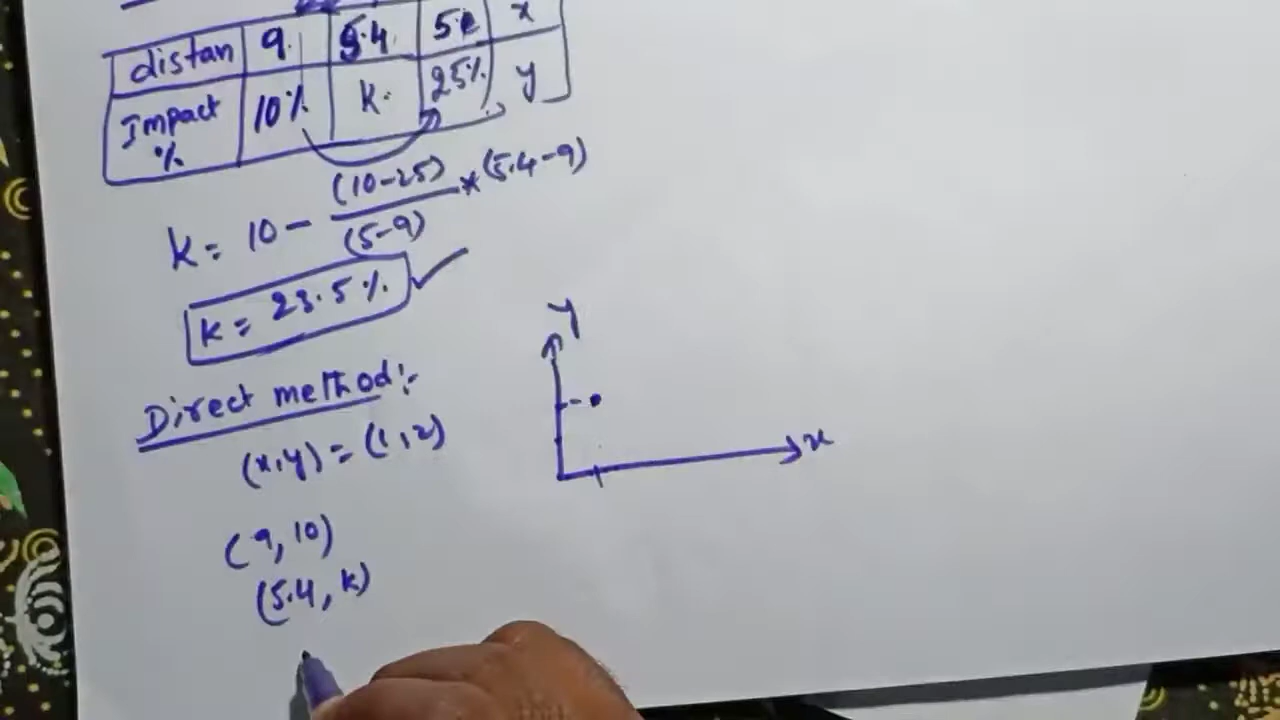 distan 9. 5.4 5 x
Impact % 10% k. 25% y
k = 10 - (10-25) * (5.4-9)
(5-9)
k = 23.5%
Direct method:-
(x,y) = (1,2)
y
x
(9,10)
(5.4, k)